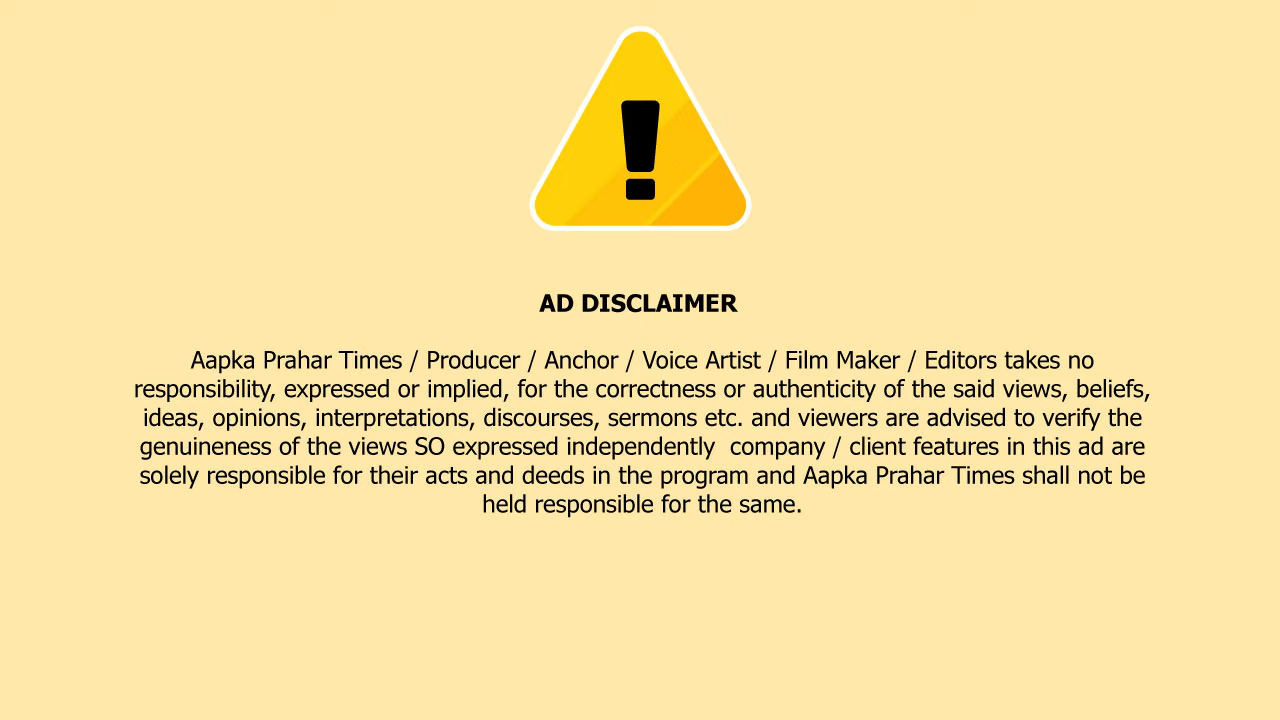 AD DISCLAIMER
Aapka Prahar Times / Producer / Anchor / Voice Artist / Film Maker / Editors takes no
responsibility, expressed or implied, for the correctness or authenticity of the said views, beliefs,
ideas, opinions, interpretations, discourses, sermons etc. and viewers are advised to verify the
genuineness of the views SO expressed independently  company / client features in this ad are
solely responsible for their acts and deeds in the program and Aapka Prahar Times shall not be
held responsible for the same.